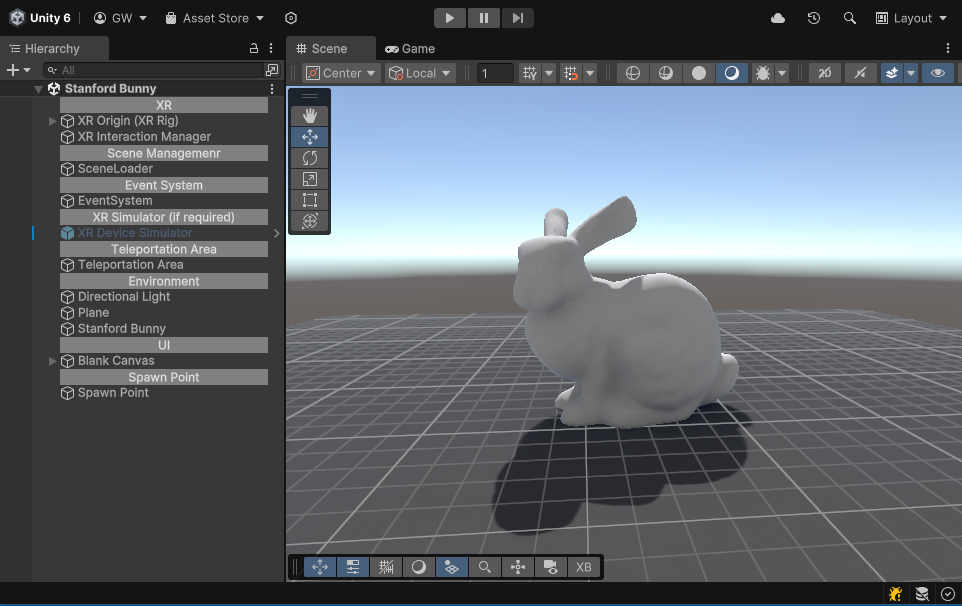 Unity 6
GW
Asset Store
Layout
Hierarchy
Scene
Game
All
Center
Local
1
2D
Stanford Bunny
XR
XR Origin (XR Rig)
XR Interaction Manager
Scene Managemenr
SceneLoader
Event System
EventSystem
XR Simulator (if required)
XR Device Simulator
Teleportation Area
Teleportation Area
Environment
Directional Light
Plane
Stanford Bunny
UI
Blank Canvas
Spawn Point
Spawn Point
XB